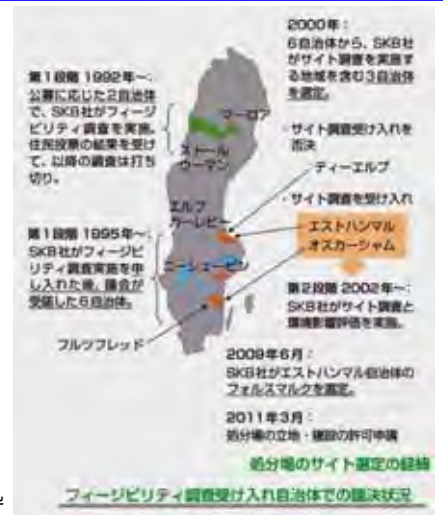 2000年:
6自治体から、SKB社
がサイト調査を実施す
る地域を含む3自治体
を選定。
第1段階 1992年~:
公募に応じた2自治体
で、SKB社がフィージ
ビリティ調査を実施。
住民投票の結果を受け
て、以降の調査は打ち
切り。
マーロア
ストール
ウーマン
・サイト調査受け入れを
否決
ティーエルプ
・サイト調査を受け入れ
エルブ
カーレビー
エストハンマル
オスカーシャム
第1段階 1995年~:
SKB社がフィージビ
リティ調査実施を申
し入れた後、議会が
受諾した6自治体。
ニーシェーピン
第2段階 2002年~:
SKB社がサイト調査と
環境影響評価を実施。
フルツフレッド
2009年6月:
SKB社がエストハンマル自治体の
フォルスマルクを選定。
2011年3月:
処分場の立地・建設の許可申請
処分場のサイト選定の経緯
フィージビリティ調査受け入れ自治体での議決状況